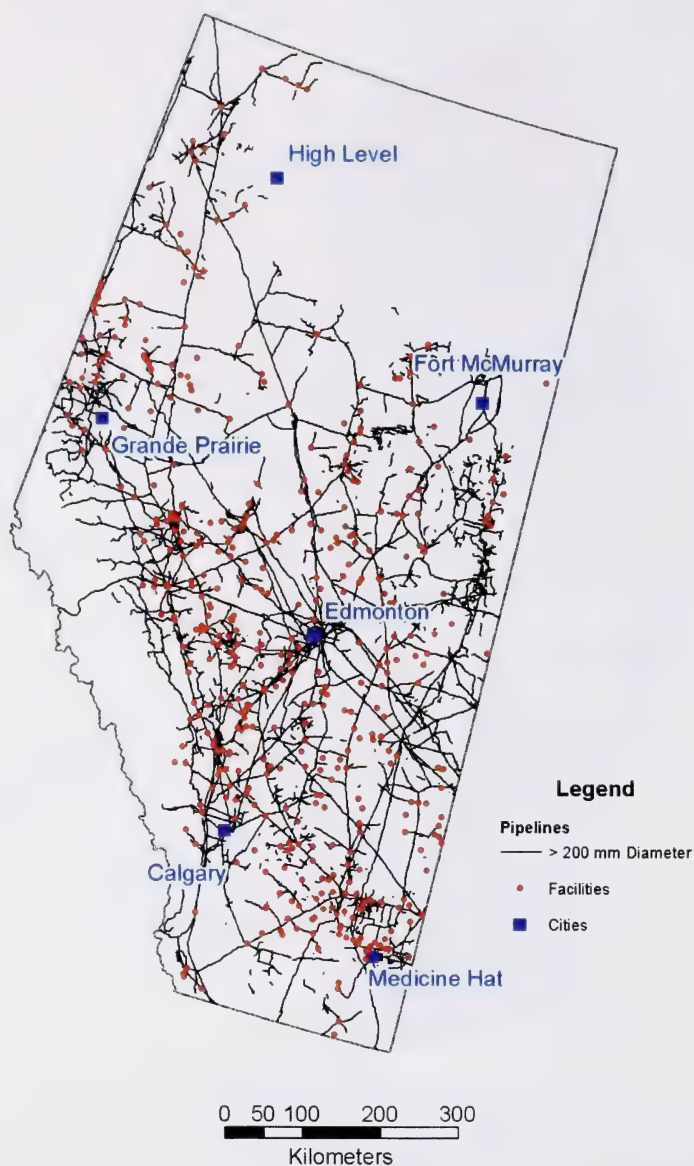 High Level
Fort McMurray
Grande Prairie
Edmonton
Legend
Pipelines
> 200 mm Diameter
Facilities
Cities
Calgary
Medicine Hat
0 50 100 200 300
Kilometers